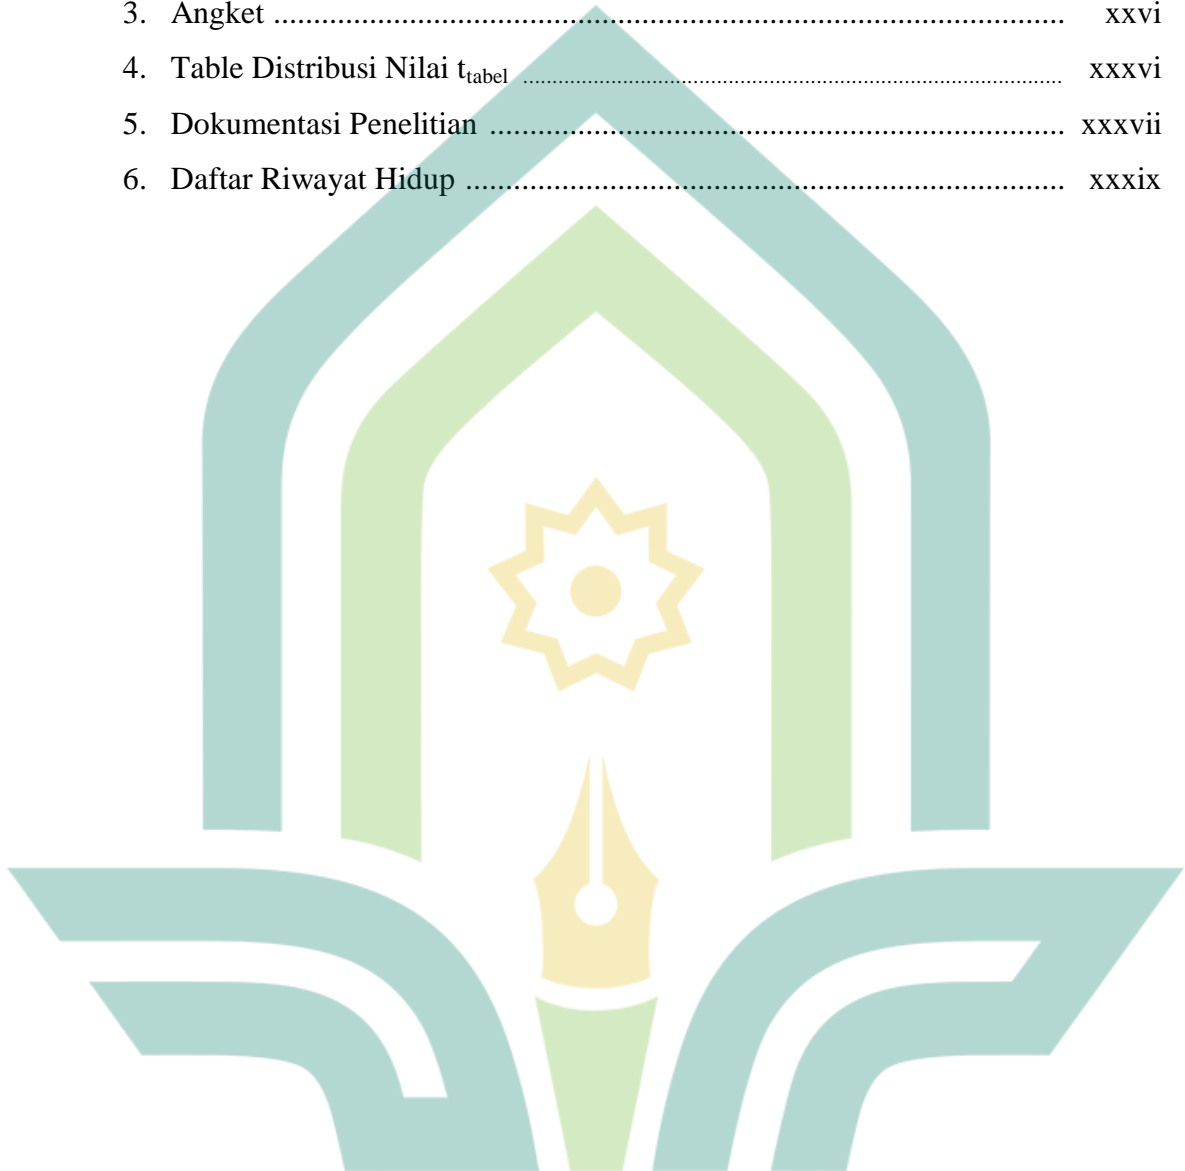 3. Angket .................................................................................................... xxvi
4. Table Distribusi Nilai ttabel .................................................................................................... xxxvi
5. Dokumentasi Penelitian ........................................................................ xxxvii
6. Daftar Riwayat Hidup ........................................................................... xxxix